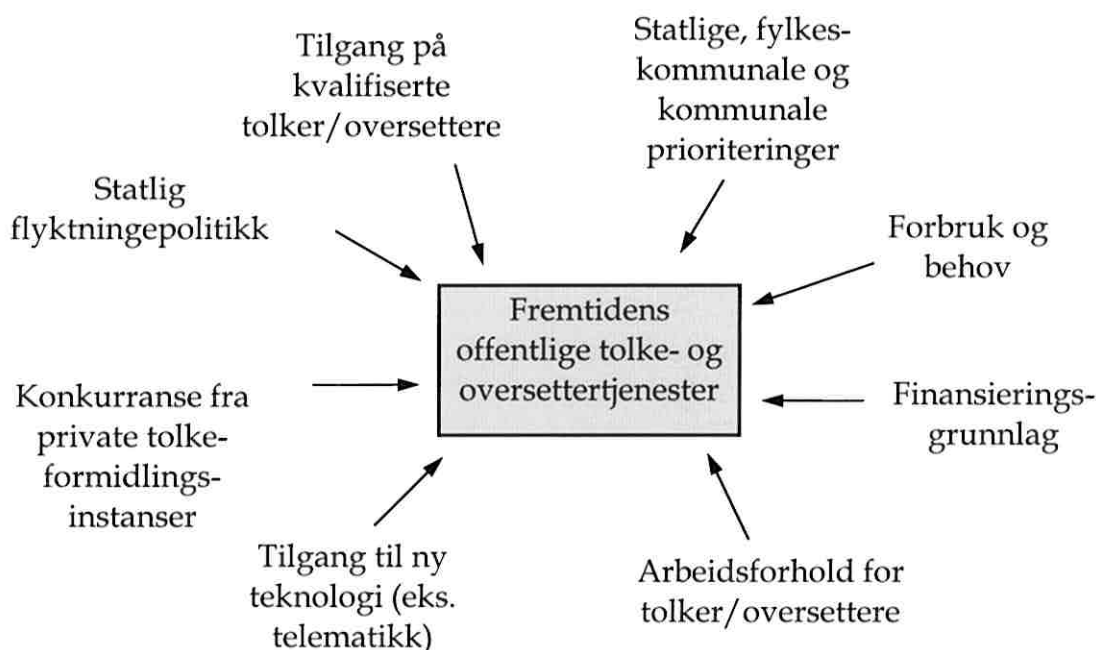 Tilgang på
kvalifiserte
tolker/oversettere
Statlige, fylkes-
kommunale og
kommunale
prioriteringer
Statlig
flyktningepolitikk
Forbruk og
behov
Fremtidens
offentlige tolke- og
oversettertjenester
Konkurranse fra
private tolke-
formidlings-
instanser
Finansierings-
grunnlag
Tilgang til ny
teknologi (eks.
telematikk)
Arbeidsforhold for
tolker/oversettere